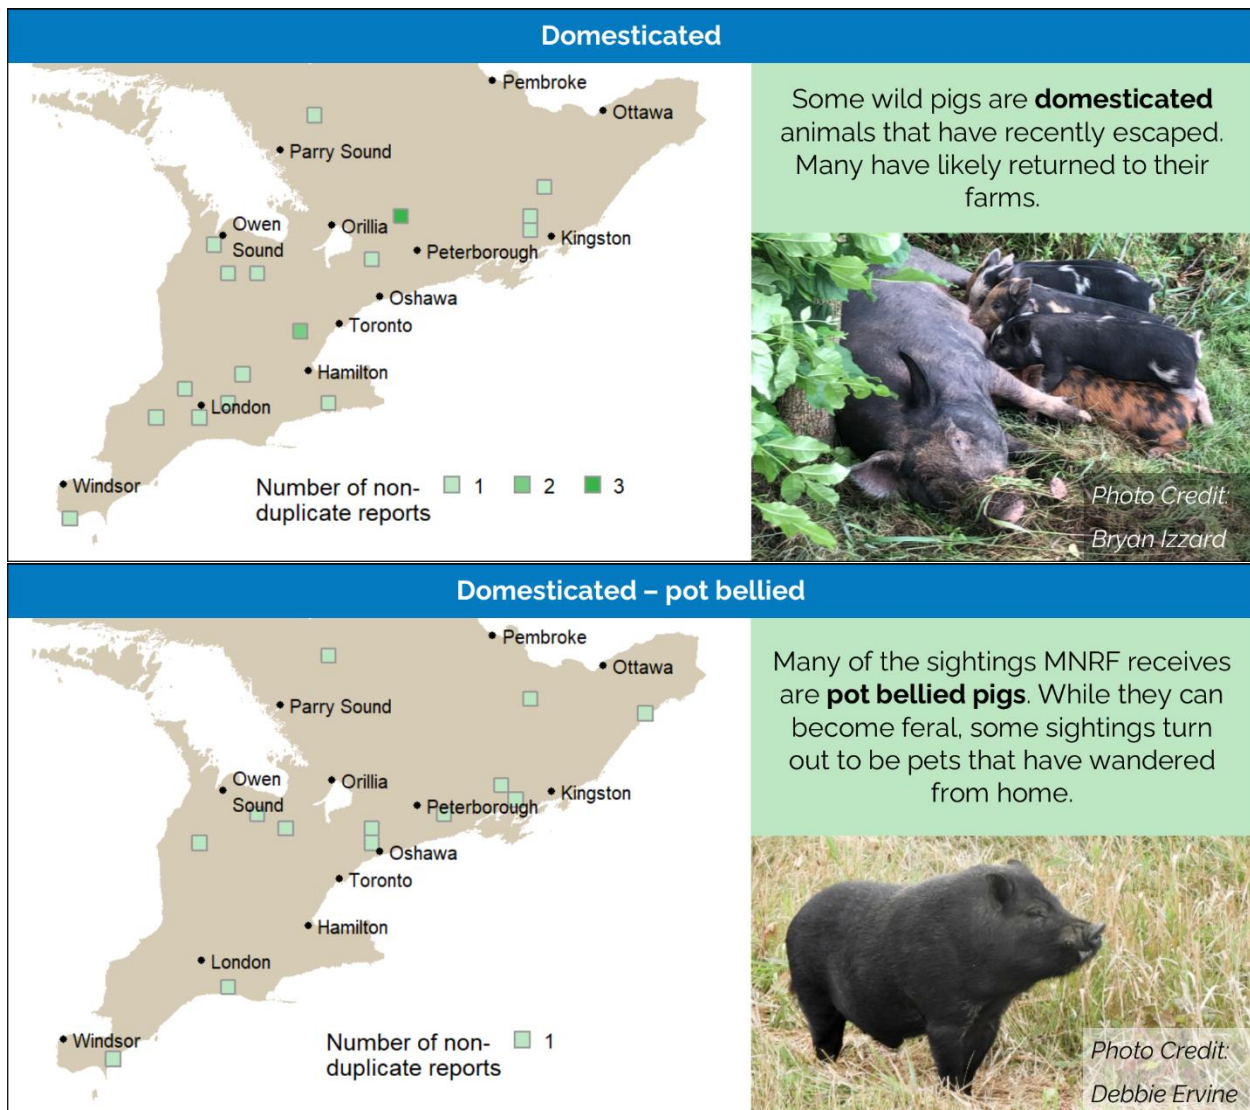 Domesticated
Pembroke
Ottawa
Parry Sound
Owen
Sound
Orillia
Peterborough
Kingston
Oshawa
Toronto
Hamilton
London
Windsor
Number of non-
duplicate reports
1
2
3
Some wild pigs are domesticated
animals that have recently escaped.
Many have likely returned to their
farms.
Photo Credit:
Bryan Izzard
Domesticated – pot bellied
Pembroke
Ottawa
Parry Sound
Owen
Sound
Orillia
Peterborough
Kingston
Oshawa
Toronto
Hamilton
London
Windsor
Number of non-
duplicate reports
1
Many of the sightings MNRF receives
are pot bellied pigs. While they can
become feral, some sightings turn
out to be pets that have wandered
from home.
Photo Credit:
Debbie Ervine